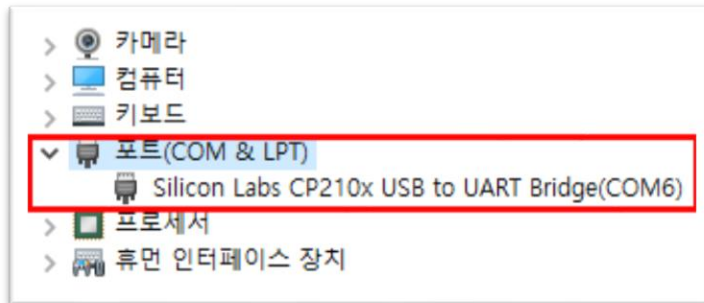 카메라
컴퓨터
키보드
포트(COM & LPT)
Silicon Labs CP210x USB to UART Bridge(COM6)
프로세서
휴먼 인터페이스 장치